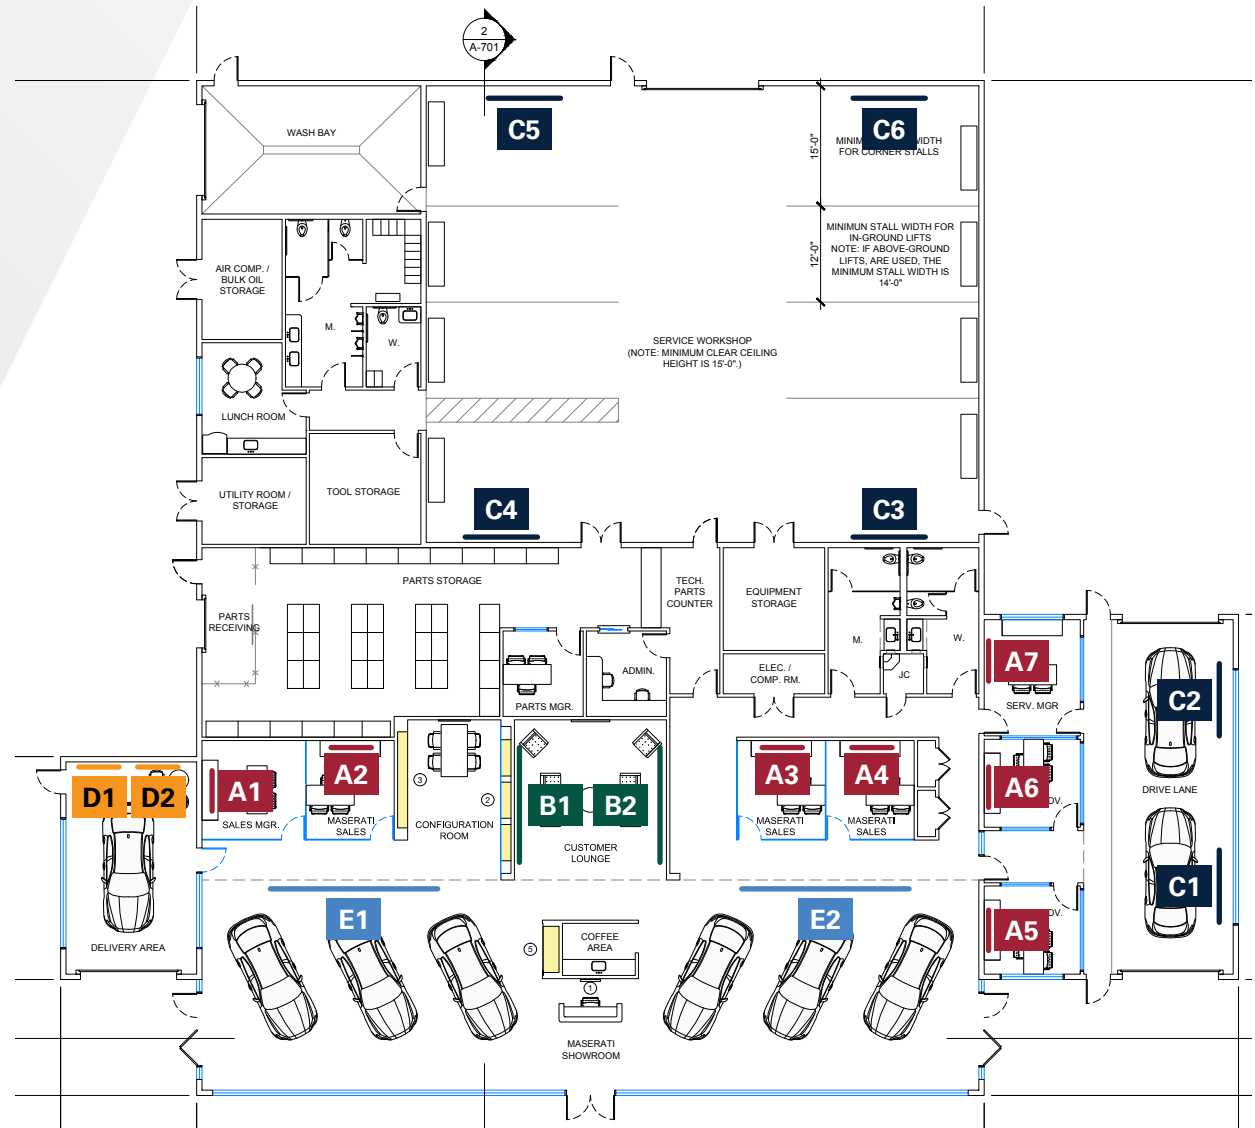 2
A-701
C5
C6
WASH BAY
15'-0"
MINIM
WIDTH
FOR CORNER STALLS
12'-0"
MINIMUN STALL WIDTH FOR
IN-GROUND LIFTS
NOTE: IF ABOVE-GROUND
LIFTS, ARE USED, THE
MINIMUM STALL WIDTH IS
14'-0"
AIR COMP. /
BULK OIL
STORAGE
M.
W.
SERVICE WORKSHOP
(NOTE: MINIMUM CLEAR CEILING
HEIGHT IS 15'-0".)
LUNCH ROOM
UTILITY ROOM /
STORAGE
TOOL STORAGE
C4
C3
PARTS STORAGE
TECH.
PARTS
COUNTER
EQUIPMENT
STORAGE
PARTS
RECEIVING
M.
W.
ADMIN.
ELEC. /
COMP. RM.
JC
PARTS MGR.
A7
SERV. MGR
C2
D1
D2
A1
A2
3
2
B1
B2
A3
A4
A6
DV.
DRIVE LANE
SALES MGR.
MASERATI
SALES
CONFIGURATION
ROOM
CUSTOMER
LOUNGE
MASERATI
SALES
MASERATI
SALES
C1
E1
E2
A5
DV.
DELIVERY AREA
5
COFFEE
AREA
1
MASERATI
SHOWROOM